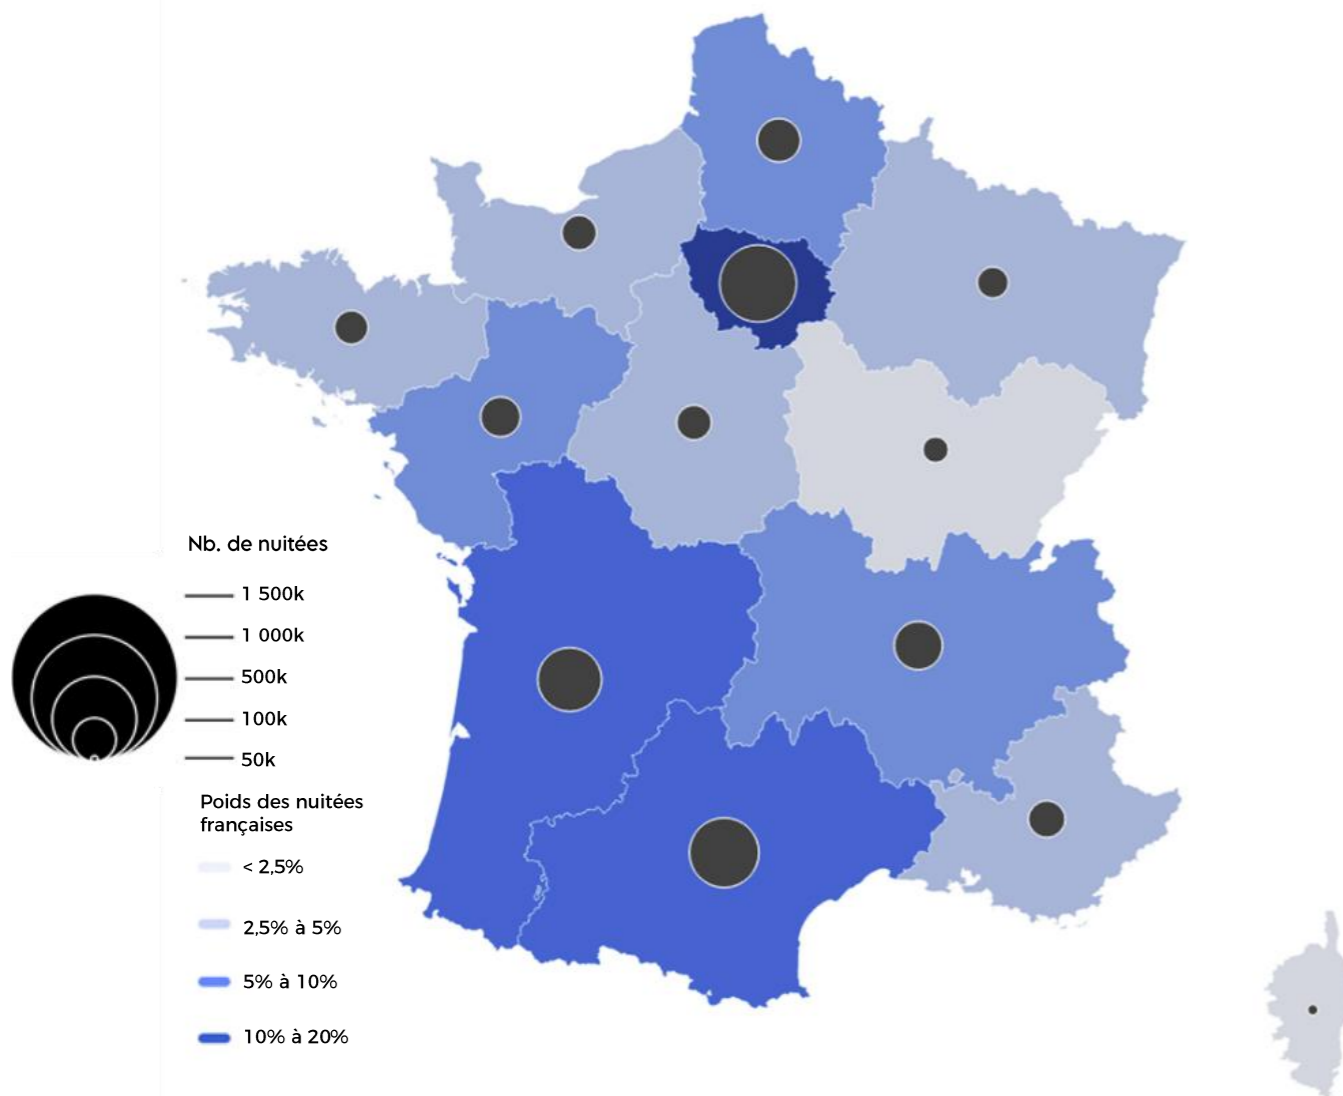 Nb. de nuitées
1 500k
1 000k
500k
100k
50k
Poids des nuitées
françaises
< 2,5%
2,5% à 5%
5% à 10%
10% à 20%